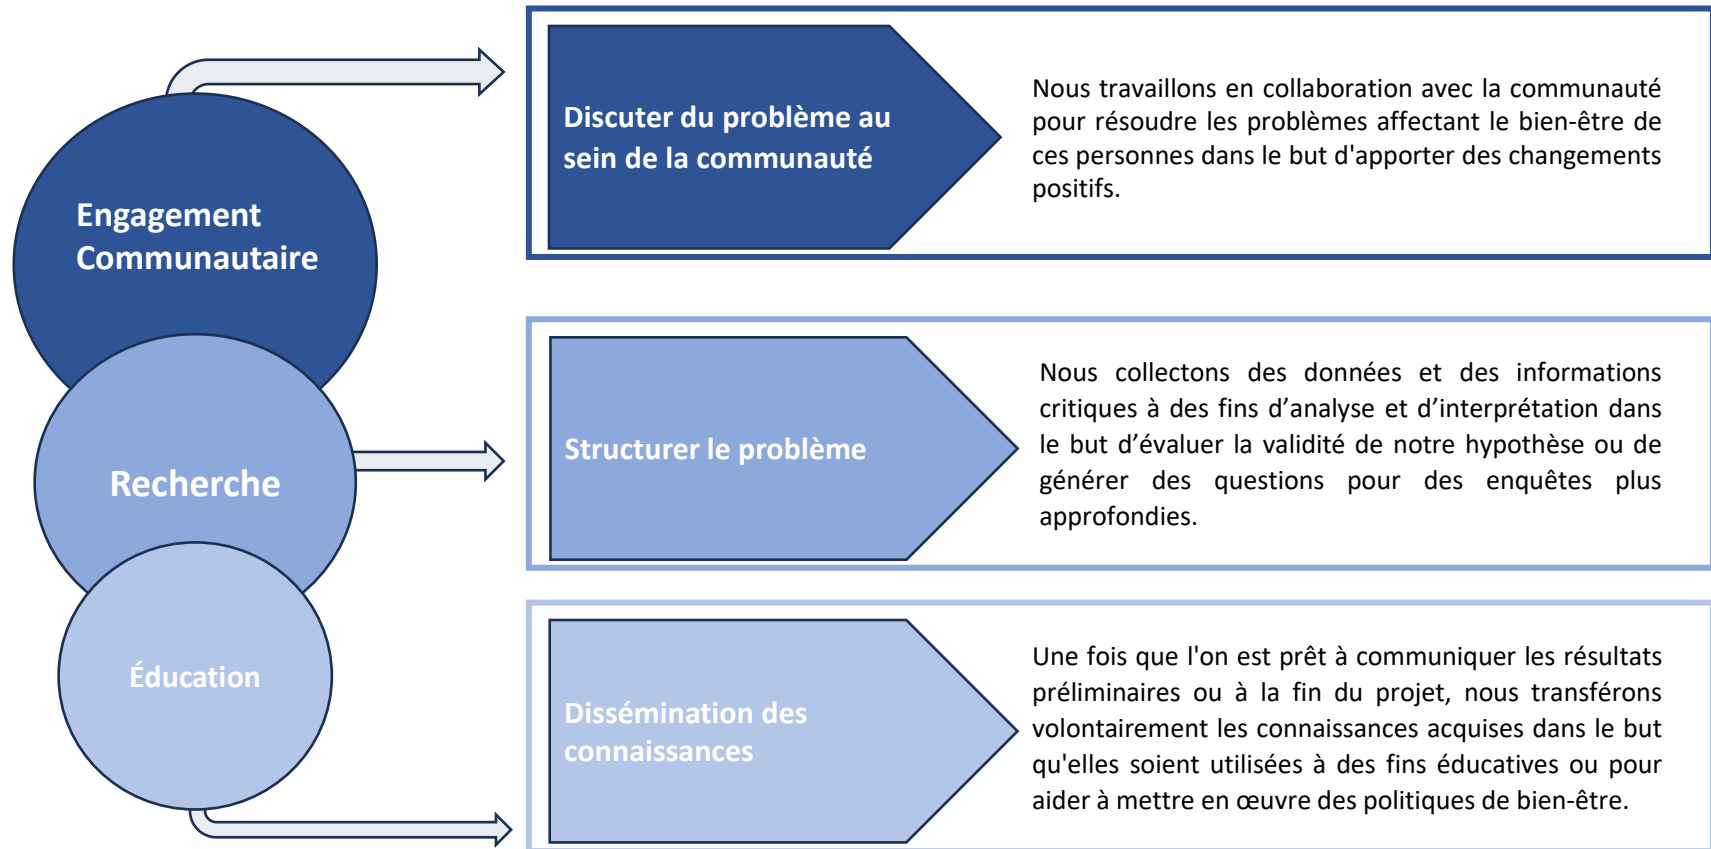 Engagement
Communautaire
Discuter du problème au
sein de la communauté
Nous travaillons en collaboration avec la communauté
pour résoudre les problèmes affectant le bien-être de
ces personnes dans le but d'apporter des changements
positifs.
Recherche
Structurer le problème
Nous collectons des données et des informations
critiques à des fins d’analyse et d’interprétation dans
le but d’évaluer la validité de notre hypothèse ou de
générer des questions pour des enquêtes plus
approfondies.
Éducation
Dissémination des
connaissances
Une fois que l'on est prêt à communiquer les résultats
préliminaires ou à la fin du projet, nous transférons
volontairement les connaissances acquises dans le but
qu'elles soient utilisées à des fins éducatives ou pour
aider à mettre en œuvre des politiques de bien-être.